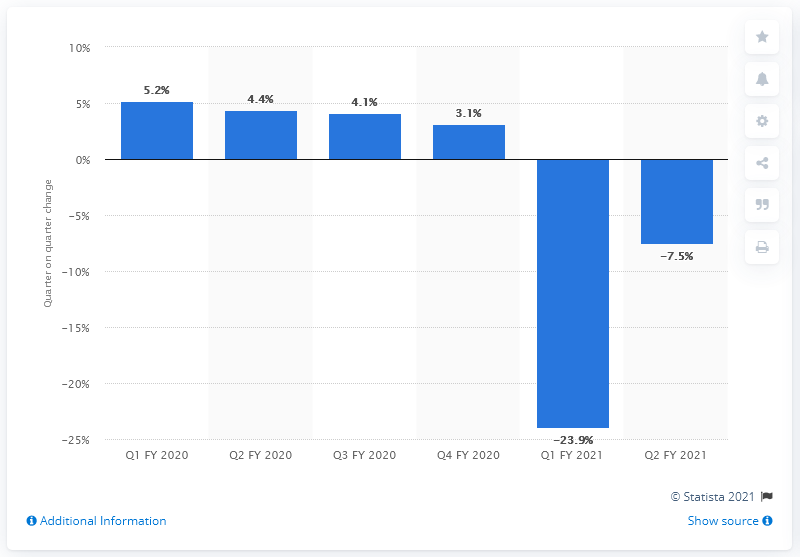 10%
5%
0%
−5%
−10%
−15%
−20%
−25%
Quarter on quarter change
5.2%
4.4%
4.1%
3.1%
−23.9%
−7.5%
Q1 FY 2020
Q2 FY 2020
Q3 FY 2020
Q4 FY 2020
Q1 FY 2021
Q2 FY 2021
© Statista 2021
Additional Information
Show source